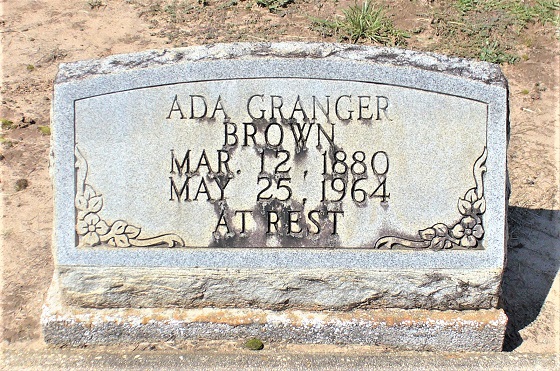 ADA GRANGER
BROWN
MAR. 12, 1880
MAY 25, 1964
AT REST